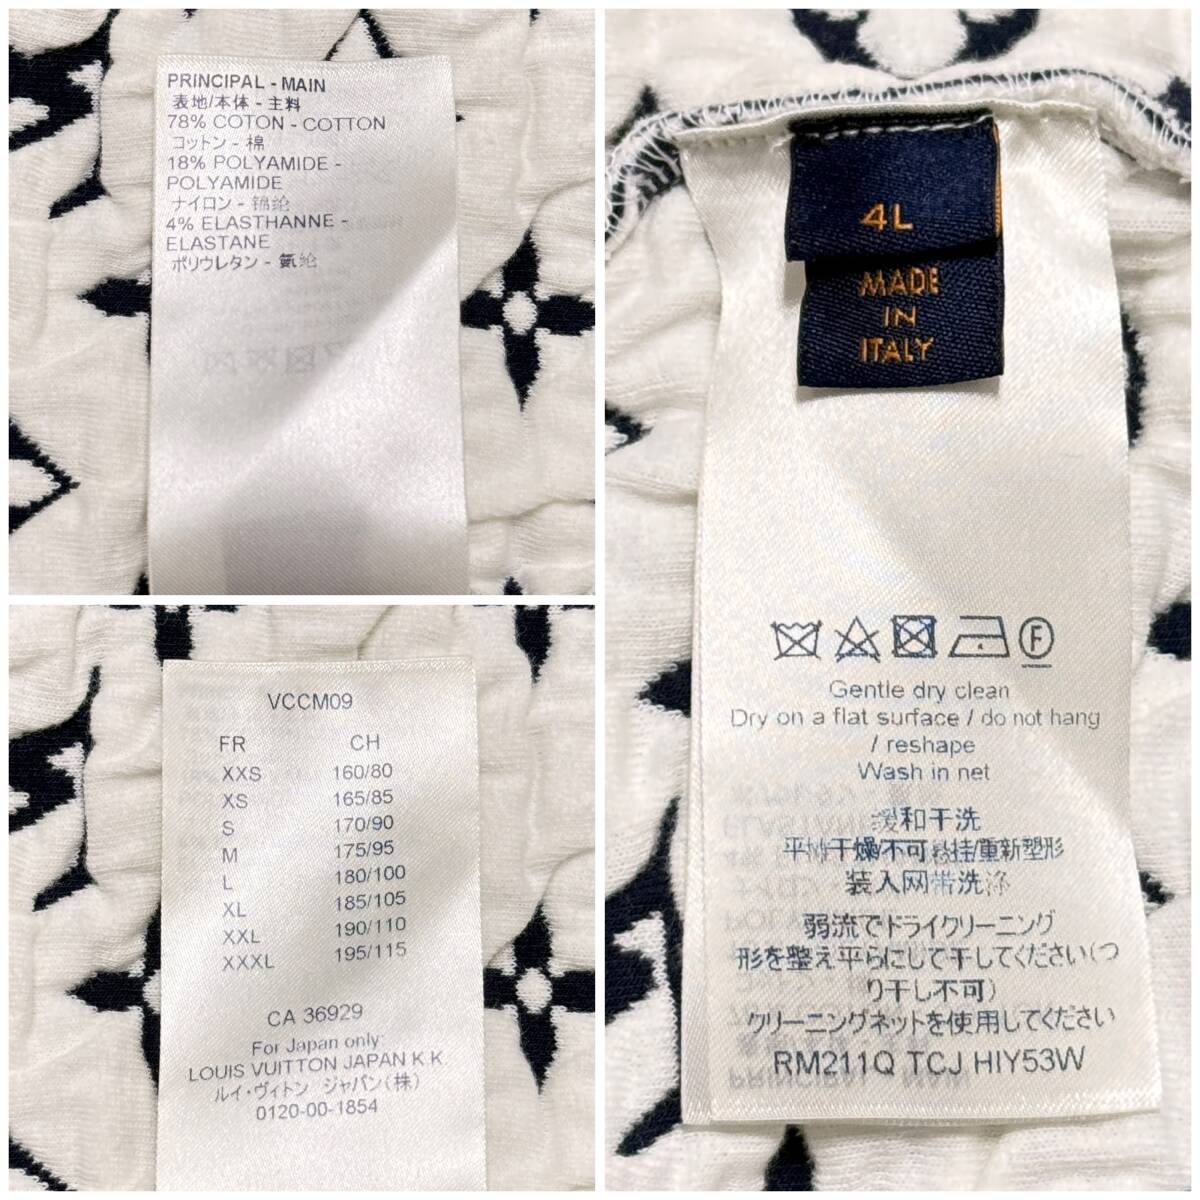 PRINCIPAL - MAIN
表地/本体 - 主料
78% COTON - COTTON
コットン - 棉
18% POLYAMIDE -
POLYAMIDE
ナイロン - 锦纶
4% ELASTHANNE -
ELASTANE
ポリウレタン - 氨纶
VCCM09
FR CH
XXS 160/80
XS 165/85
S 170/90
M 175/95
L 180/100
XL 185/105
XXL 190/110
XXXL 195/115
CA 36929
For Japan only:
LOUIS VUITTON JAPAN K.K.
ルイ・ヴィトン ジャパン(株)
0120-00-1854
4L
MADE
IN
ITALY
F
Gentle dry clean
Dry on a flat surface / do not hang
/ reshape
Wash in net
缓和干洗
平摊干燥/不可悬挂/重新塑形
装入网带洗涤
弱流でドライクリーニング
形を整え平らにして干してください(つ
り干し不可)
クリーニングネットを使用してください
RM211Q TCJ HIY53W